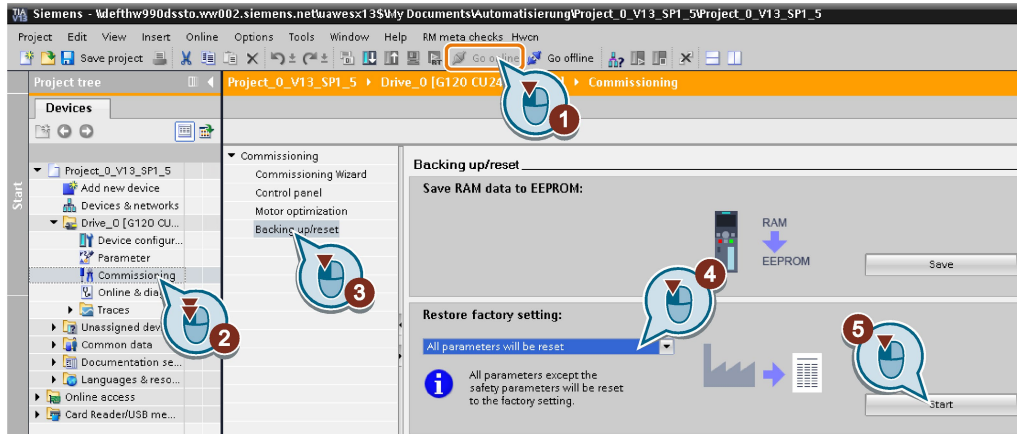 Siemens - \\defthw990dssto.ww002.siemens.net\uawesx13$\My Documents\Automatisierung\Project_0_V13_SP1_5\Project_0_V13_SP1_5
Project Edit View Insert Online Options Tools Window Help RM meta checks Hwcn
Save project Go online Go offline
Project tree
Project_0_V13_SP1_5 Drive_0 [G120 CU24 Commissioning
1
Devices
Start
Project_0_V13_SP1_5
Add new device
Devices & networks
Drive_0 [G120 CU...
Device configur...
Parameter
Commissioning
Online & dia
Traces
Unassigned dev
Common data
Documentation se...
Languages & reso...
Online access
Card Reader/USB me...
2
Commissioning
Commissioning Wizard
Control panel
Motor optimization
Backing up/reset
3
Backing up/reset
Save RAM data to EEPROM:
RAM
EEPROM
Save
4
Restore factory setting:
All parameters will be reset
All parameters except the
safety parameters will be reset
to the factory setting.
5
Start